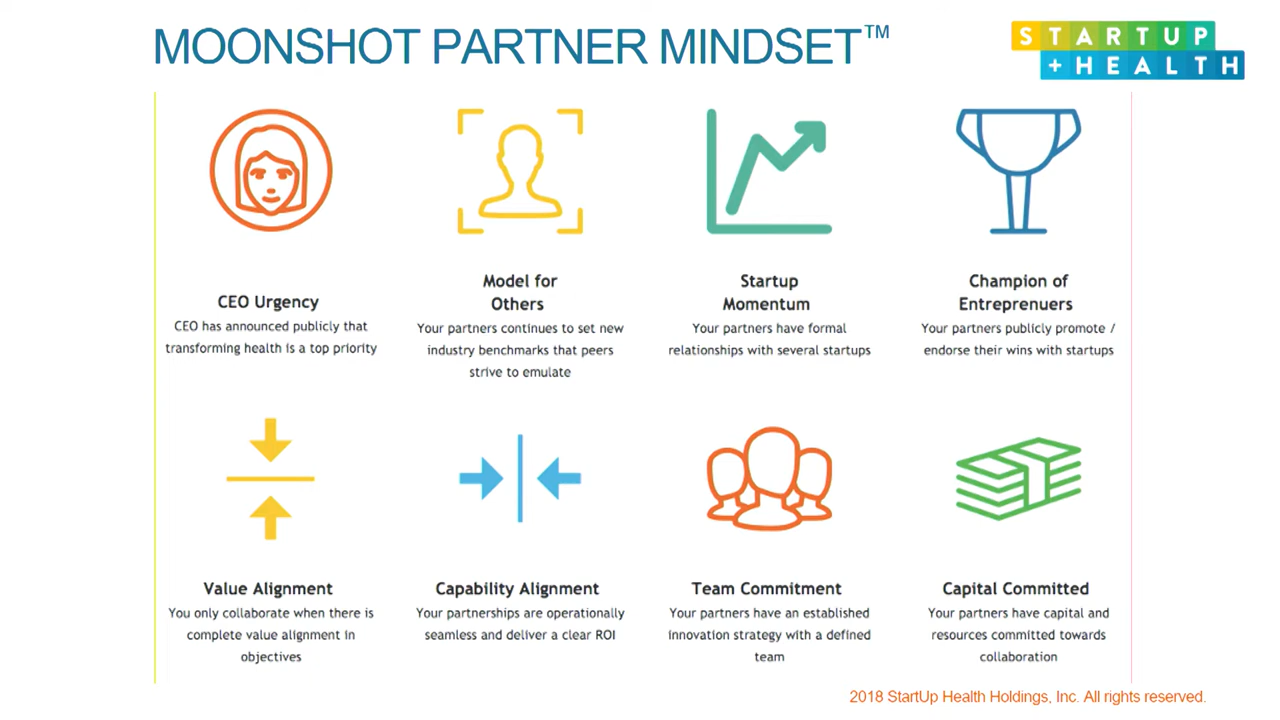 MOONSHOT PARTNER MINDSET™
STARTUP
+HEALTH
CEO Urgency
CEO has announced publicly that
transforming health is a top priority
Model for
Others
Your partners continues to set new
industry benchmarks that peers
strive to emulate
Startup
Momentum
Your partners have formal
relationships with several startups
Champion of
Entreprenuers
Your partners publicly promote /
endorse their wins with startups
Value Alignment
You only collaborate when there is
complete value alignment in
objectives
Capability Alignment
Your partnerships are operationally
seamless and deliver a clear ROI
Team Commitment
Your partners have an established
innovation strategy with a defined
team
Capital Committed
Your partners have capital and
resources committed towards
collaboration
2018 StartUp Health Holdings, Inc. All rights reserved.